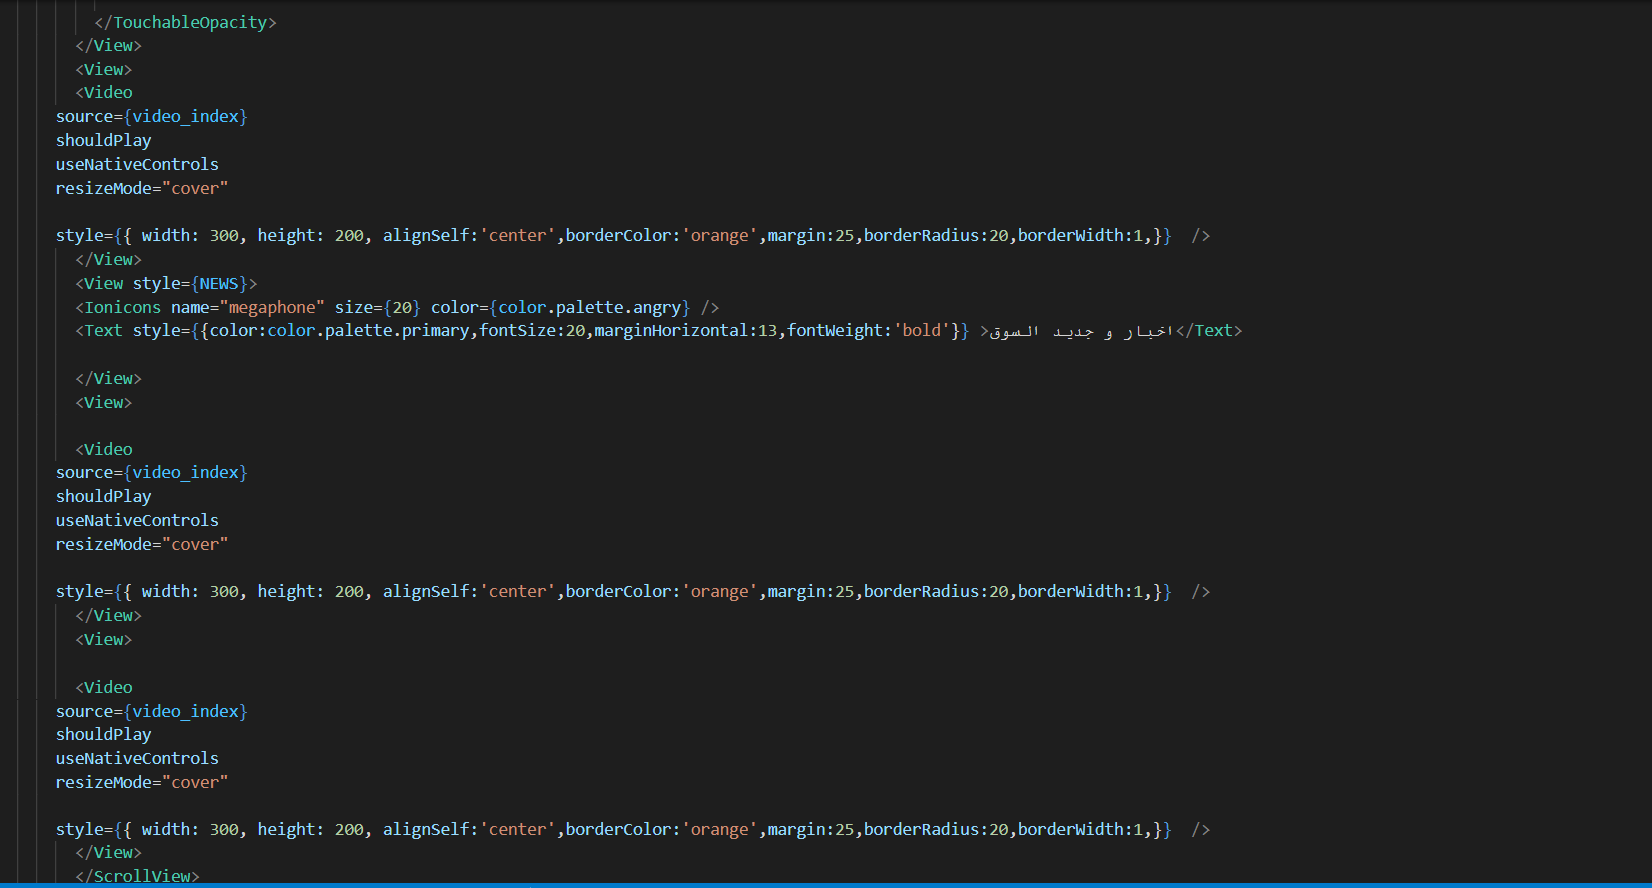 </TouchableOpacity>
</View>
<View>
<Video
source={video_index}
shouldPlay
useNativeControls
resizeMode="cover"
style={{ width: 300, height: 200, alignSelf:'center',borderColor:'orange',margin:25,borderRadius:20,borderWidth:1,}}  />
</View>
<View style={NEWS}>
<Ionicons name="megaphone" size={20} color={color.palette.angry} />
<Text style={{color:color.palette.primary,fontSize:20,marginHorizontal:13,fontWeight:'bold'}} >اخبار و جديد السوق</Text>
</View>
<View>
<Video
source={video_index}
shouldPlay
useNativeControls
resizeMode="cover"
style={{ width: 300, height: 200, alignSelf:'center',borderColor:'orange',margin:25,borderRadius:20,borderWidth:1,}}  />
</View>
<View>
<Video
source={video_index}
shouldPlay
useNativeControls
resizeMode="cover"
style={{ width: 300, height: 200, alignSelf:'center',borderColor:'orange',margin:25,borderRadius:20,borderWidth:1,}}  />
</View>
</ScrollView>